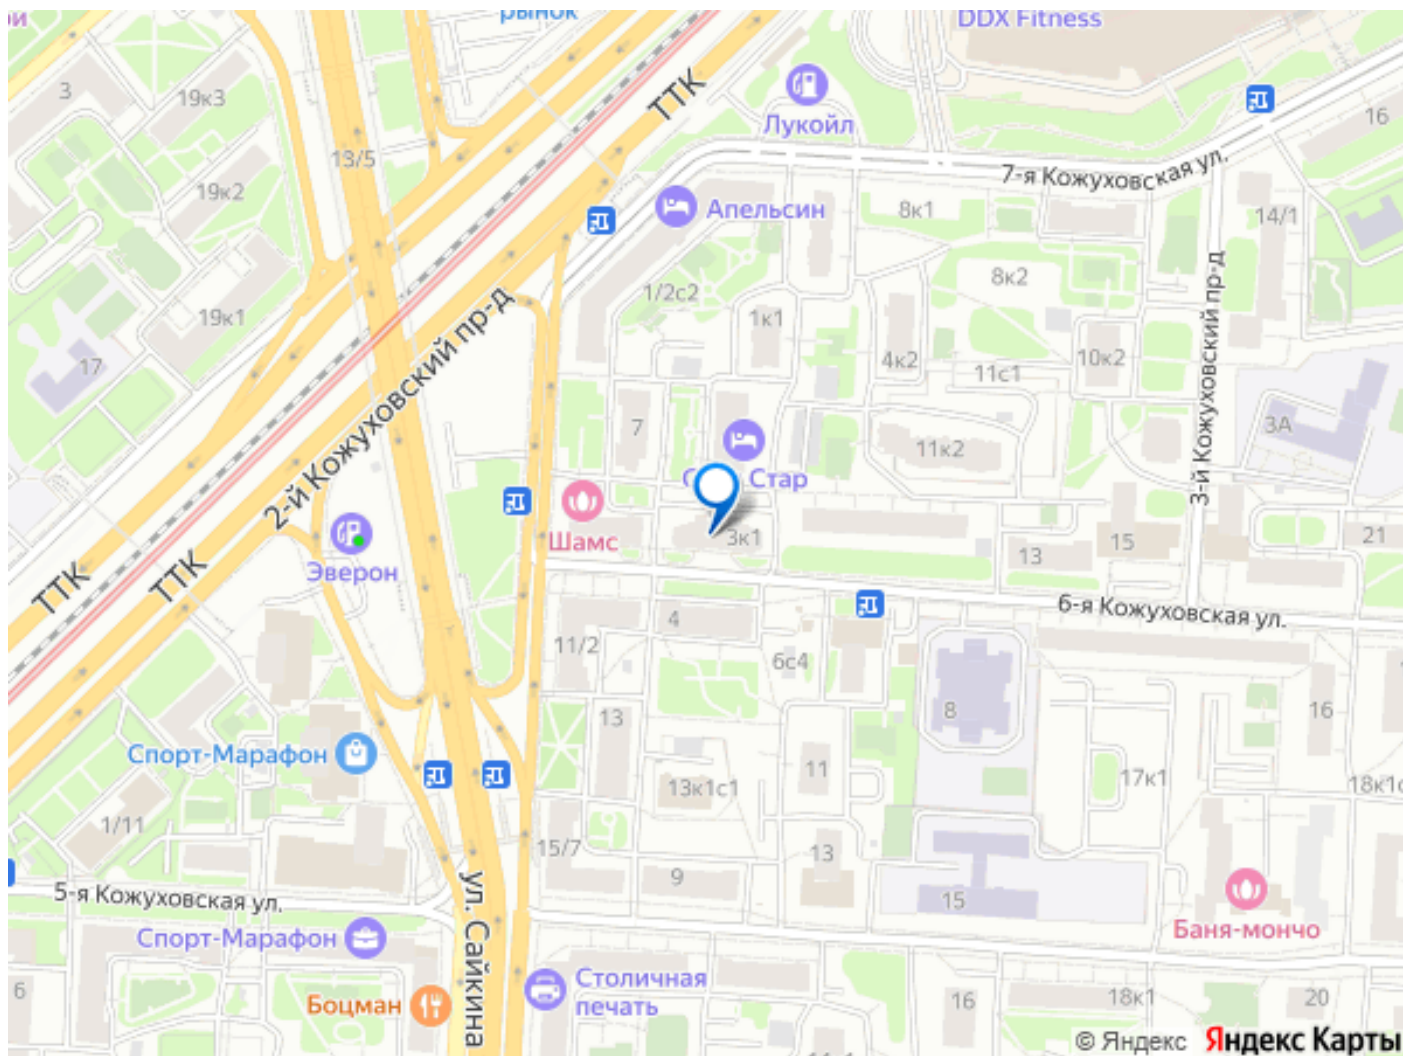 рынок
DDX Fitness
3
19к3
ТТК
Лукойл
16
13/5
7-я Кожуховская ул.
19к2
Апельсин
8к1
14/1
1/2с2
8к2
3-й Кожуховский пр-д
19к1
1к1
2-й Кожуховский пр-д
17
4к2
10к2
11с1
7
3А
11к2
Стар
Шамс
3к1
13
15
21
Эверон
ТТК
ТТК
6-я Кожуховская ул.
4
11/2
6с4
8
13
16
Спорт-Марафон
11
17к1
13к1с1
18к1с
1/11
15/7
13
9
5-я Кожуховская ул.
15
ул. Сайкина
Баня-мончо
Спорт-Марафон
Столичная
печать
6
Боцман
16
18к1
20
14к1
© Яндекс
Яндекс Карты